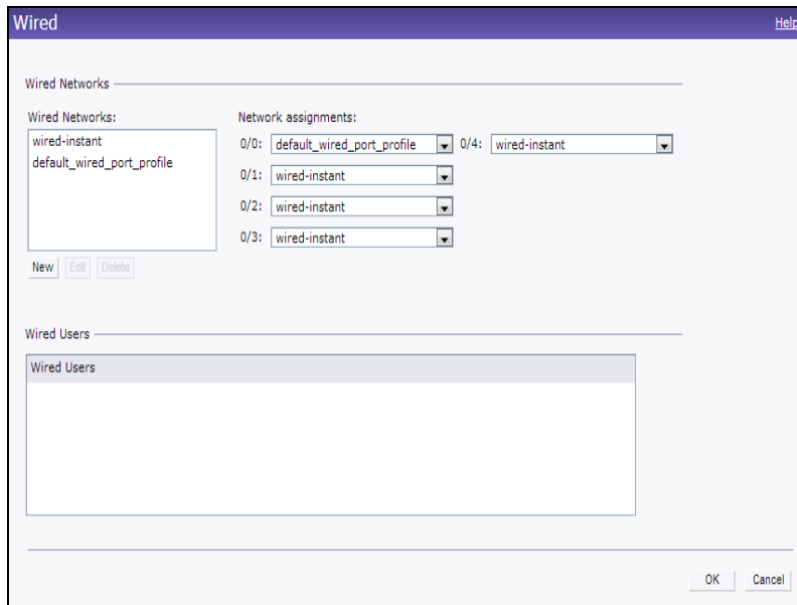 Wired
Help
Wired Networks
Wired Networks:
Network assignments:
wired-instant
default_wired_port_profile
0/0: default_wired_port_profile 0/4: wired-instant
0/1: wired-instant
0/2: wired-instant
0/3: wired-instant
New Edit Delete
Wired Users
Wired Users
OK Cancel